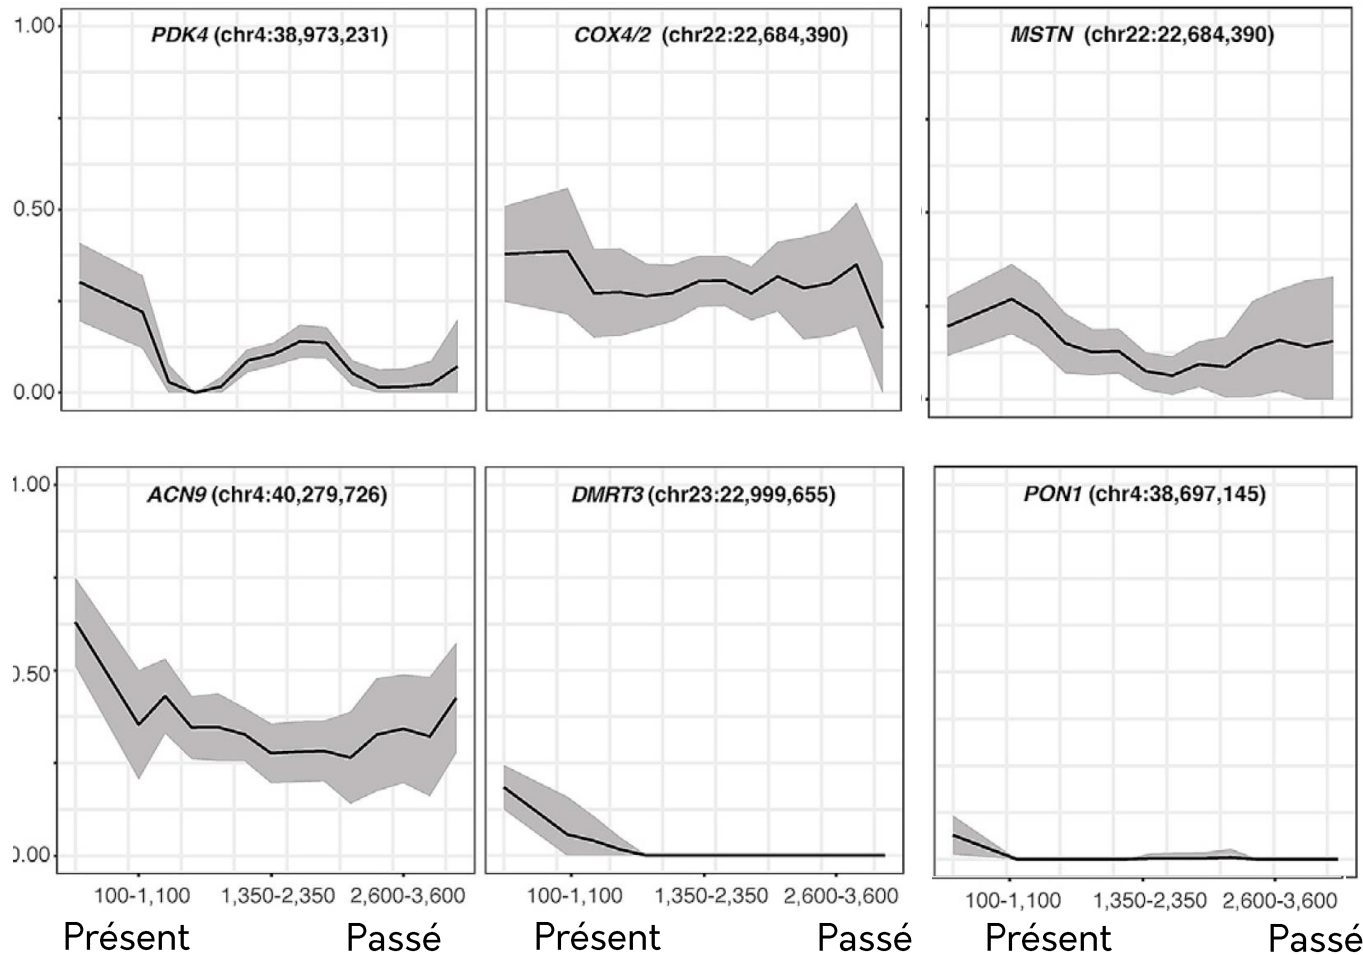 1.00
PDK4 (chr4:38,973,231)
COX4/2 (chr22:22,684,390)
MSTN (chr22:22,684,390)
0.50
0.00
1.00
ACN9 (chr4:40,279,726)
DMRT3 (chr23:22,999,655)
PON1 (chr4:38,697,145)
0.50
0.00
100-1,100 1,350-2,350 2,600-3,600
100-1,100 1,350-2,350 2,600-3,600
100-1,100 1,350-2,350 2,600-3,600
Présent Passé
Présent Passé
Présent Passé